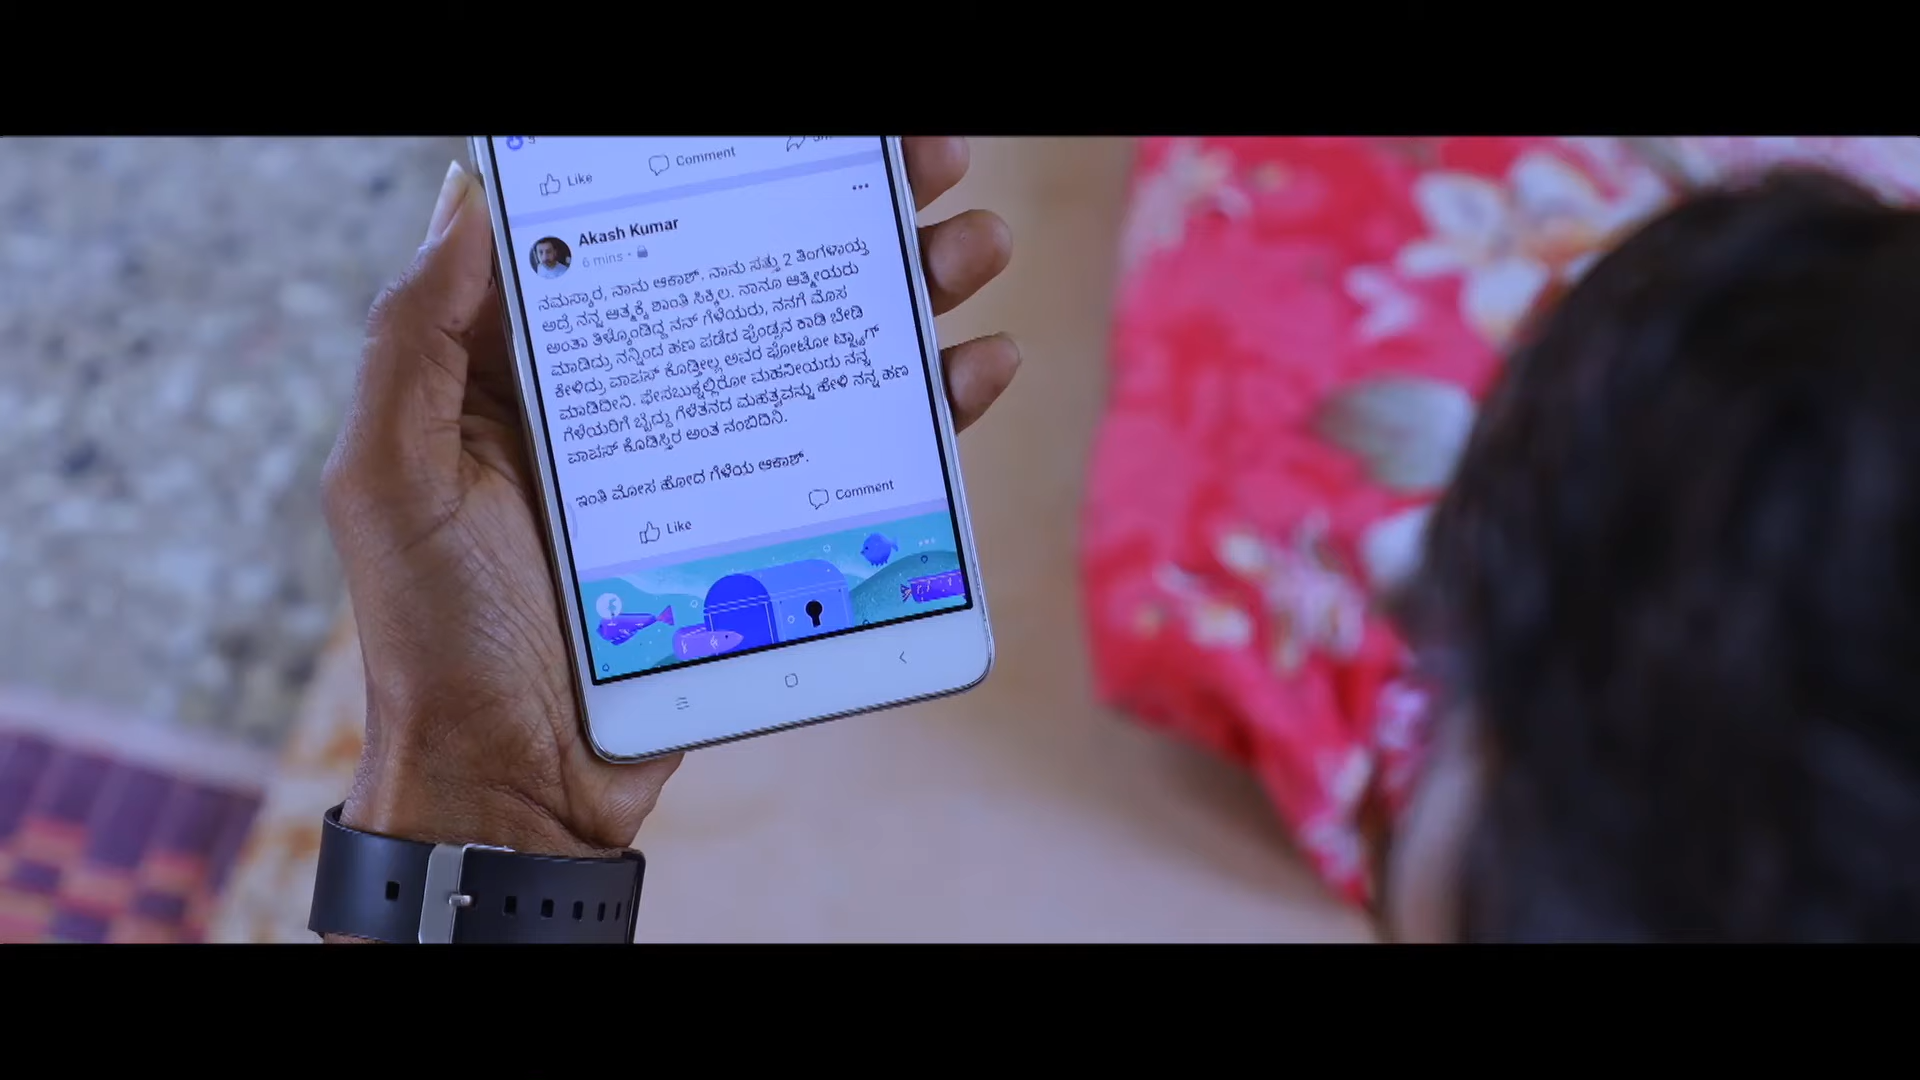 Like
Comment
Akash Kumar
6 mins
ನಮಸ್ಕಾರ, ನಾನು ಆಕಾಶ್, ನಾನು ಸತ್ತು 2 ತಿಂಗಳಾಯ್ತು
ಅದ್ರೆ ನನ್ನ ಆತ್ಮಕ್ಕೆ ಶಾಂತಿ ಸಿಕ್ಕಿಲ. ನಾನೂ ಆತ್ಮೀಯರು
ಅಂತಾ ತಿಳ್ಕೊಂಡಿದ್ದ ನನ್ ಗೆಳೆಯರು, ನನಗೆ ಮೊಸ
ಮಾಡಿದ್ರು ನನ್ನಿಂದ ಹಣ ಪಡೆದ ಫ್ರೆಂಡ್ಸನ ಕಾಡಿ ಬೇಡಿ
ಕೇಳಿದ್ರು ವಾಪಸ್ ಕೊಡ್ತೀಲ್ಲ ಅವರ ಫೋಟೋ ಟ್ಯಾಗ್
ಮಾಡಿದೀನಿ. ಫೇಸಬುಕ್ನಲ್ಲಿರೋ ಮಹನೀಯರು ನನ್ನ
ಗೆಳೆಯರಿಗೆ ಬೈದ್ದು ಗೆಳೆತನದ ಮಹತ್ವವನ್ನು ಹೇಳಿ ನನ್ನ ಹಣ
ವಾಪಸ್ ಕೊಡಿಸ್ತಿರ ಅಂತ ನಂಬಿದಿನಿ.
ಇಂತಿ ಮೋಸ ಹೋದ ಗೆಳೆಯ ಆಕಾಶ್.
Like
Comment